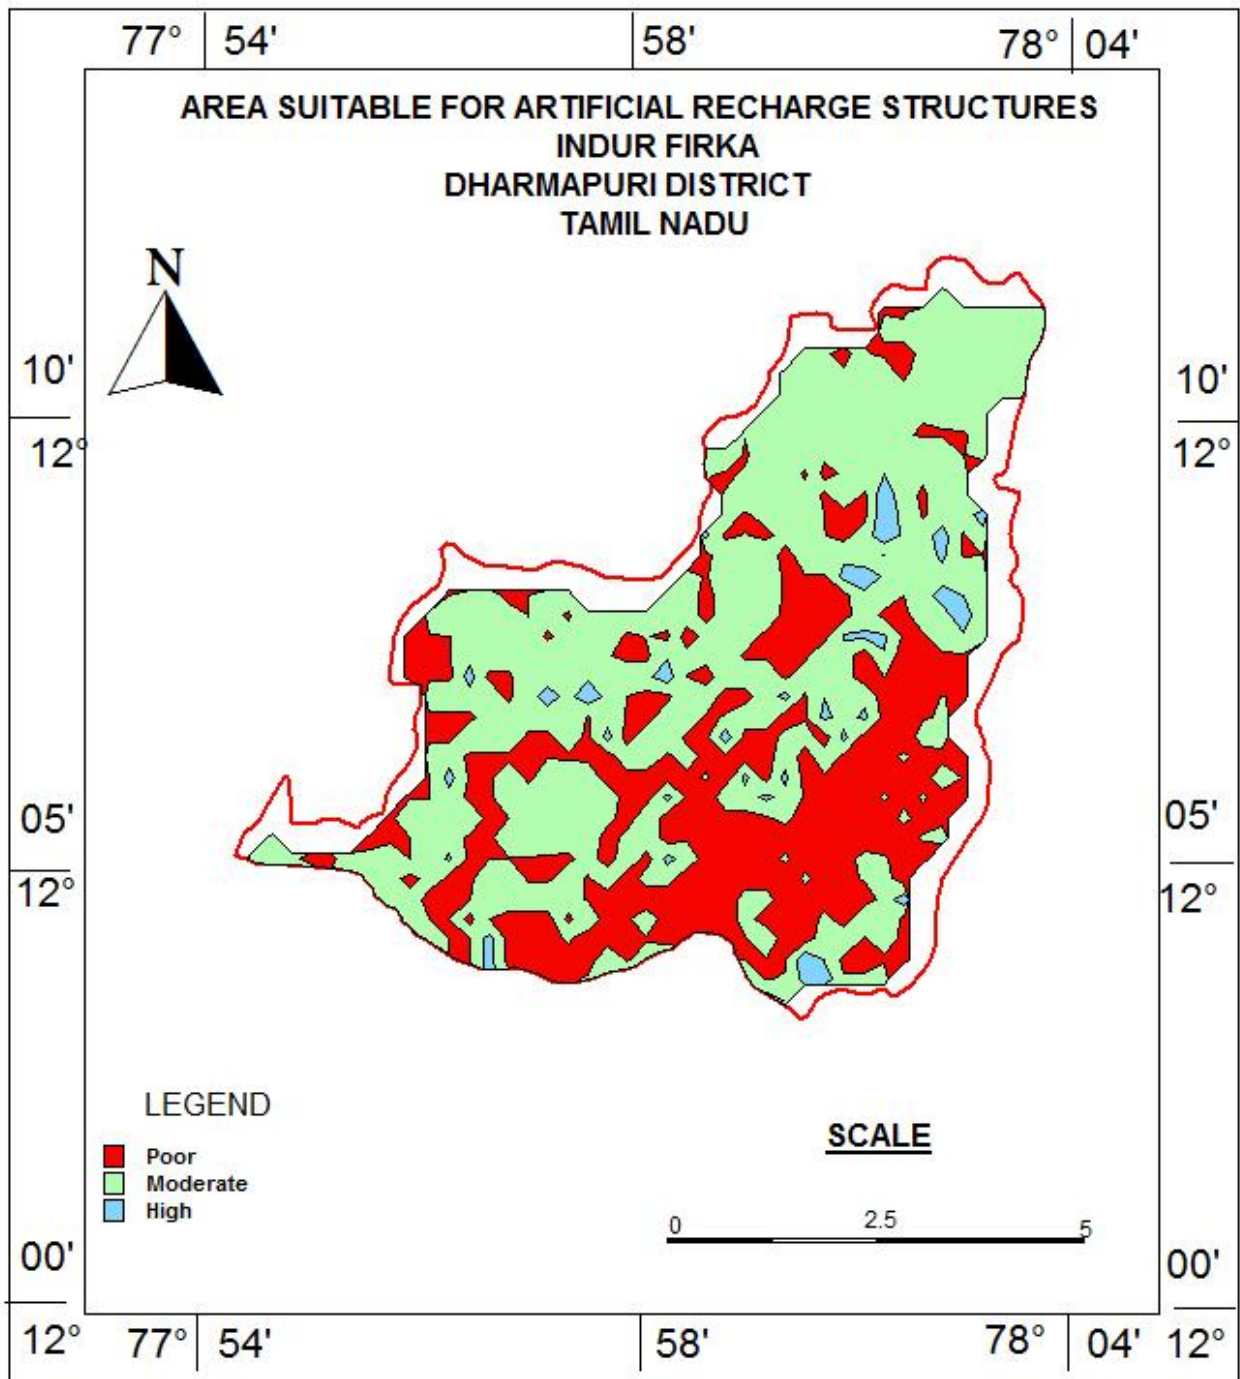 77° 54' 58' 78° 04'
AREA SUITABLE FOR ARTIFICIAL RECHARGE STRUCTURES
INDUR FIRKA
DHARMAPURI DISTRICT
TAMIL NADU
N
10' 10'
12° 12°
05' 05'
12° 12°
LEGEND
SCALE
Poor
Moderate
High
0 2.5 5
00' 00'
12° 77° 54' 58' 78° 04' 12°